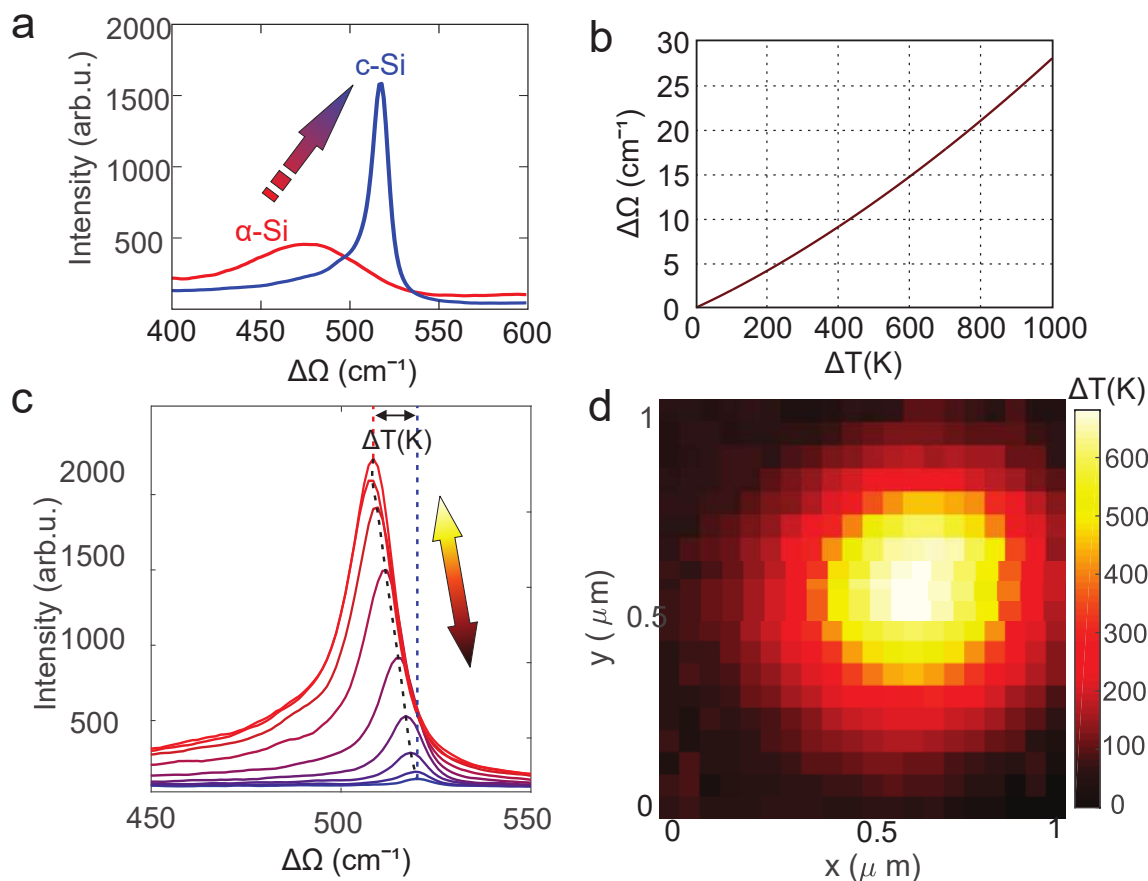 a
2000
1500
1000
500
Intensity (arb.u.)
c-Si
α-Si
400
450
500
550
600
ΔΩ (cm⁻¹)
b
30
25
20
15
10
5
0
ΔΩ (cm⁻¹)
0
200
400
600
800
1000
ΔT(K)
c
2000
1500
1000
500
Intensity (arb.u.)
ΔT(K)
450
500
550
ΔΩ (cm⁻¹)
d
1
0.5
0
y ( μ m)
0
0.5
1
x ( μ m)
ΔT(K)
600
500
400
300
200
100
0